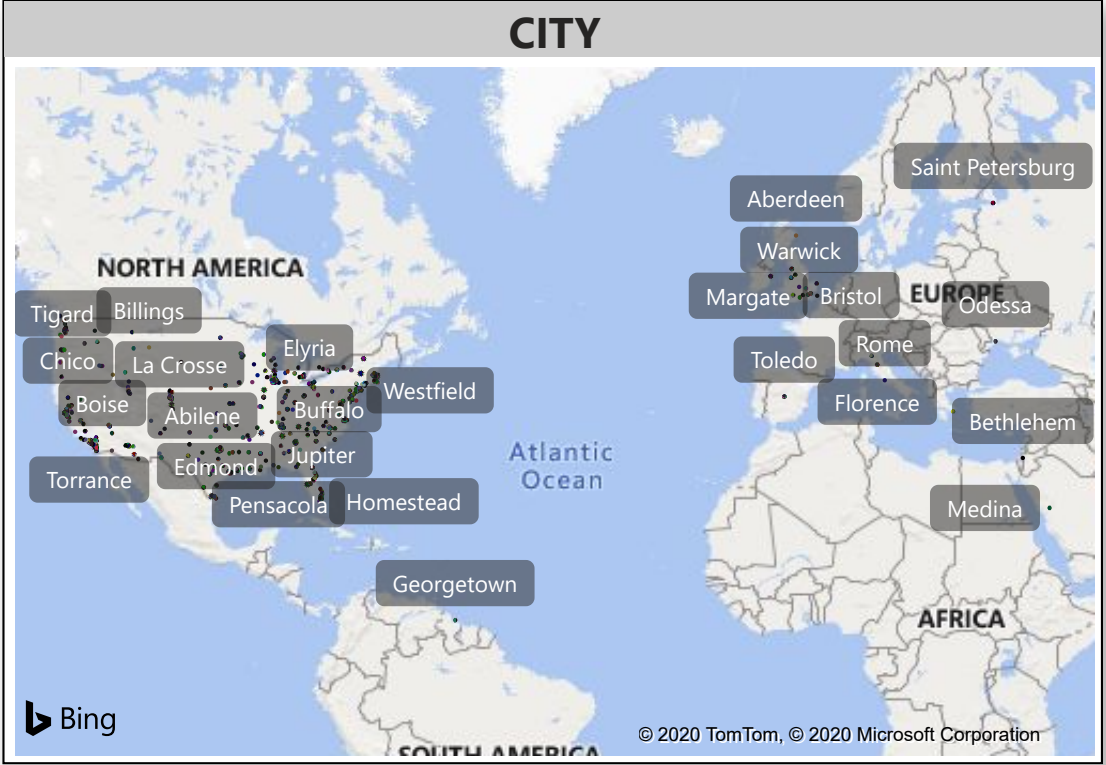 CITY
Saint Petersburg
Aberdeen
Warwick
NORTH AMERICA
Margate
Bristol
EUROPE
Odessa
Tigard
Billings
Elyria
Rome
Chico
La Crosse
Toledo
Westfield
Boise
Abilene
Buffalo
Florence
Bethlehem
Jupiter
Edmond
Atlantic
Ocean
Torrance
Pensacola
Homestead
Medina
Georgetown
AFRICA
Bing
© 2020 TomTom, © 2020 Microsoft Corporation
SOUTH AMERICA